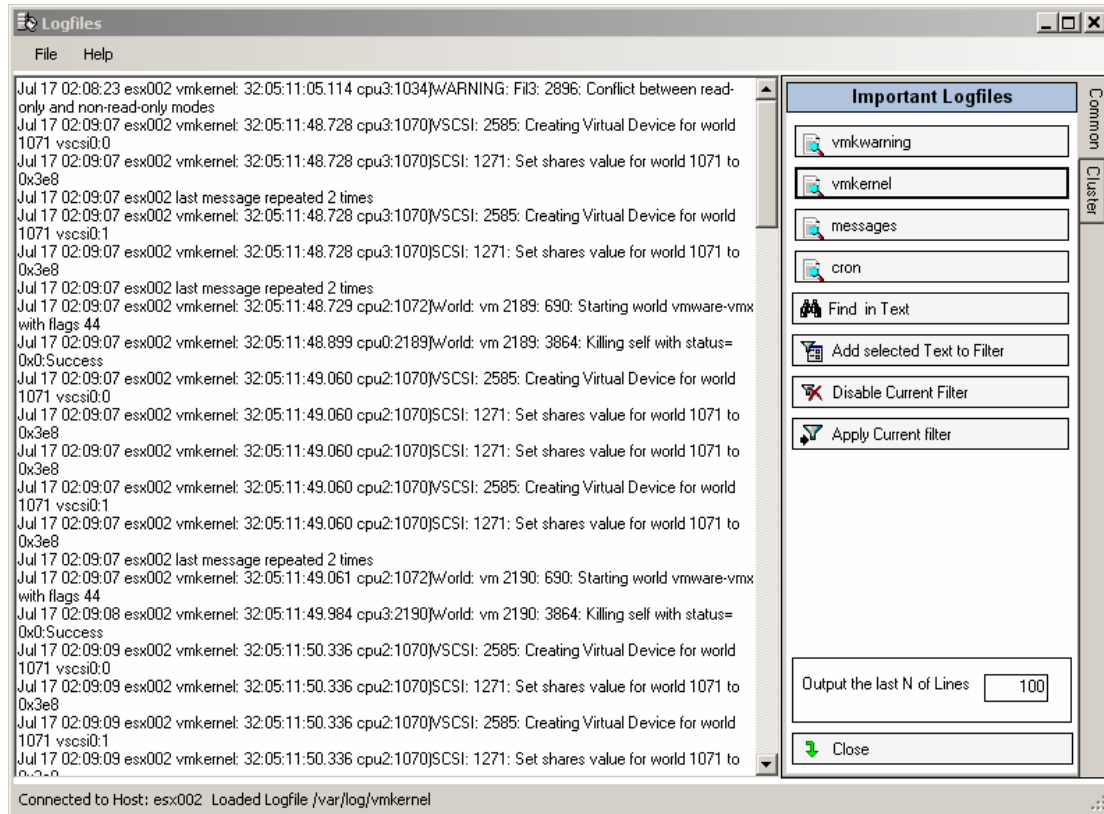 Logfiles
File Help
Jul 17 02:08:23 esx002 vmkernel: 32:05:11:05.114 cpu3:1034)WARNING: Fil3: 2896: Conflict between read-
only and non-read-only modes
Jul 17 02:09:07 esx002 vmkernel: 32:05:11:48.728 cpu3:1070)VSCSI: 2585: Creating Virtual Device for world
1071 vscsi0:0
Jul 17 02:09:07 esx002 vmkernel: 32:05:11:48.728 cpu3:1070)SCSI: 1271: Set shares value for world 1071 to
0x3e8
Jul 17 02:09:07 esx002 last message repeated 2 times
Jul 17 02:09:07 esx002 vmkernel: 32:05:11:48.728 cpu3:1070)VSCSI: 2585: Creating Virtual Device for world
1071 vscsi0:1
Jul 17 02:09:07 esx002 vmkernel: 32:05:11:48.728 cpu3:1070)SCSI: 1271: Set shares value for world 1071 to
0x3e8
Jul 17 02:09:07 esx002 last message repeated 2 times
Jul 17 02:09:07 esx002 vmkernel: 32:05:11:48.729 cpu2:1072)World: vm 2189: 690: Starting world vmware-vmx
with flags 44
Jul 17 02:09:07 esx002 vmkernel: 32:05:11:48.899 cpu0:2189)World: vm 2189: 3864: Killing self with status=
0x0:Success
Jul 17 02:09:07 esx002 vmkernel: 32:05:11:49.060 cpu2:1070)VSCSI: 2585: Creating Virtual Device for world
1071 vscsi0:0
Jul 17 02:09:07 esx002 vmkernel: 32:05:11:49.060 cpu2:1070)SCSI: 1271: Set shares value for world 1071 to
0x3e8
Jul 17 02:09:07 esx002 vmkernel: 32:05:11:49.060 cpu2:1070)SCSI: 1271: Set shares value for world 1071 to
0x3e8
Jul 17 02:09:07 esx002 vmkernel: 32:05:11:49.060 cpu2:1070)VSCSI: 2585: Creating Virtual Device for world
1071 vscsi0:1
Jul 17 02:09:07 esx002 vmkernel: 32:05:11:49.060 cpu2:1070)SCSI: 1271: Set shares value for world 1071 to
0x3e8
Jul 17 02:09:07 esx002 last message repeated 2 times
Jul 17 02:09:07 esx002 vmkernel: 32:05:11:49.061 cpu2:1072)World: vm 2190: 690: Starting world vmware-vmx
with flags 44
Jul 17 02:09:08 esx002 vmkernel: 32:05:11:49.984 cpu3:2190)World: vm 2190: 3864: Killing self with status=
0x0:Success
Jul 17 02:09:09 esx002 vmkernel: 32:05:11:50.336 cpu2:1070)VSCSI: 2585: Creating Virtual Device for world
1071 vscsi0:0
Jul 17 02:09:09 esx002 vmkernel: 32:05:11:50.336 cpu2:1070)SCSI: 1271: Set shares value for world 1071 to
0x3e8
Jul 17 02:09:09 esx002 vmkernel: 32:05:11:50.336 cpu2:1070)VSCSI: 2585: Creating Virtual Device for world
1071 vscsi0:1
Jul 17 02:09:09 esx002 vmkernel: 32:05:11:50.336 cpu2:1070)SCSI: 1271: Set shares value for world 1071 to
Important Logfiles
vmkwarning
vmkernel
messages
cron
Find in Text
Add selected Text to Filter
Disable Current Filter
Apply Current filter
Output the last N of Lines 100
Close
Common
Cluster
Connected to Host: esx002 Loaded Logfile /var/log/vmkernel